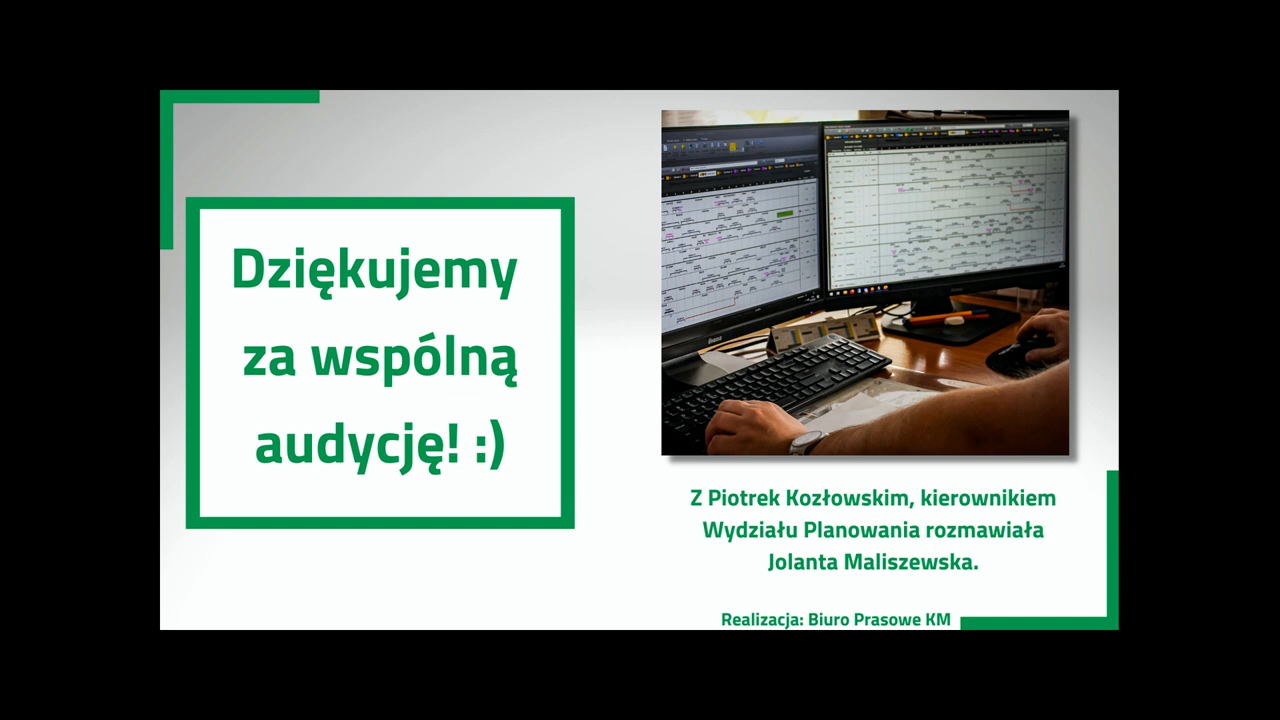 Dziękujemy
za wspólną
audycję! :)
Z Piotrek Kozłowskim, kierownikiem
Wydziału Planowania rozmawiała
Jolanta Maliszewska.
Realizacja: Biuro Prasowe KM